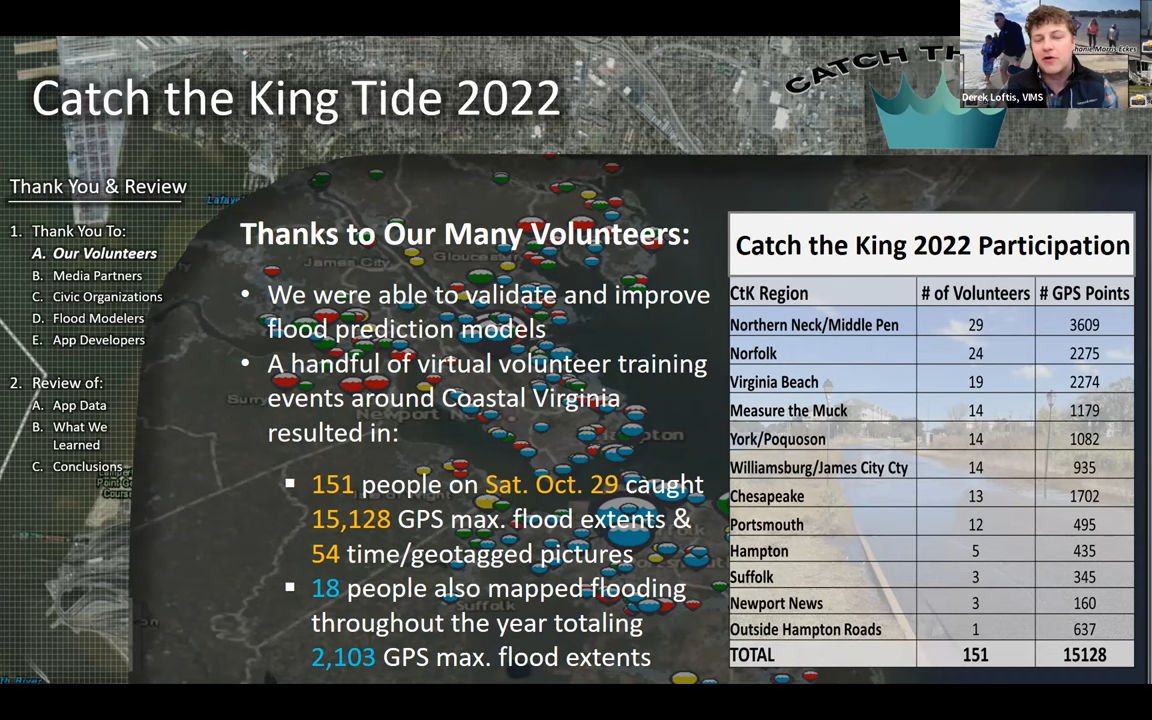 CATCH TH
Derek Loftis, VIMS
Catch the King Tide 2022
Thank You & Review
1. Thank You To:
A. Our Volunteers
B. Media Partners
C. Civic Organizations
D. Flood Modelers
E. App Developers
2. Review of:
A. App Data
B. What We
Learned
C. Conclusions
Thanks to Our Many Volunteers:
• We were able to validate and improve
flood prediction models
• A handful of virtual volunteer training
events around Coastal Virginia
resulted in:
▪ 151 people on Sat. Oct. 29 caught
15,128 GPS max. flood extents &
54 time/geotagged pictures
▪ 18 people also mapped flooding
throughout the year totaling
2,103 GPS max. flood extents
Catch the King 2022 Participation
CtK Region # of Volunteers # GPS Points
Northern Neck/Middle Pen 29 3609
Norfolk 24 2275
Virginia Beach 19 2274
Measure the Muck 14 1179
York/Poquoson 14 1082
Williamsburg/James City Cty 14 935
Chesapeake 13 1702
Portsmouth 12 495
Hampton 5 435
Suffolk 3 345
Newport News 3 160
Outside Hampton Roads 1 637
TOTAL 151 15128
James City
Newport New
Suffolk